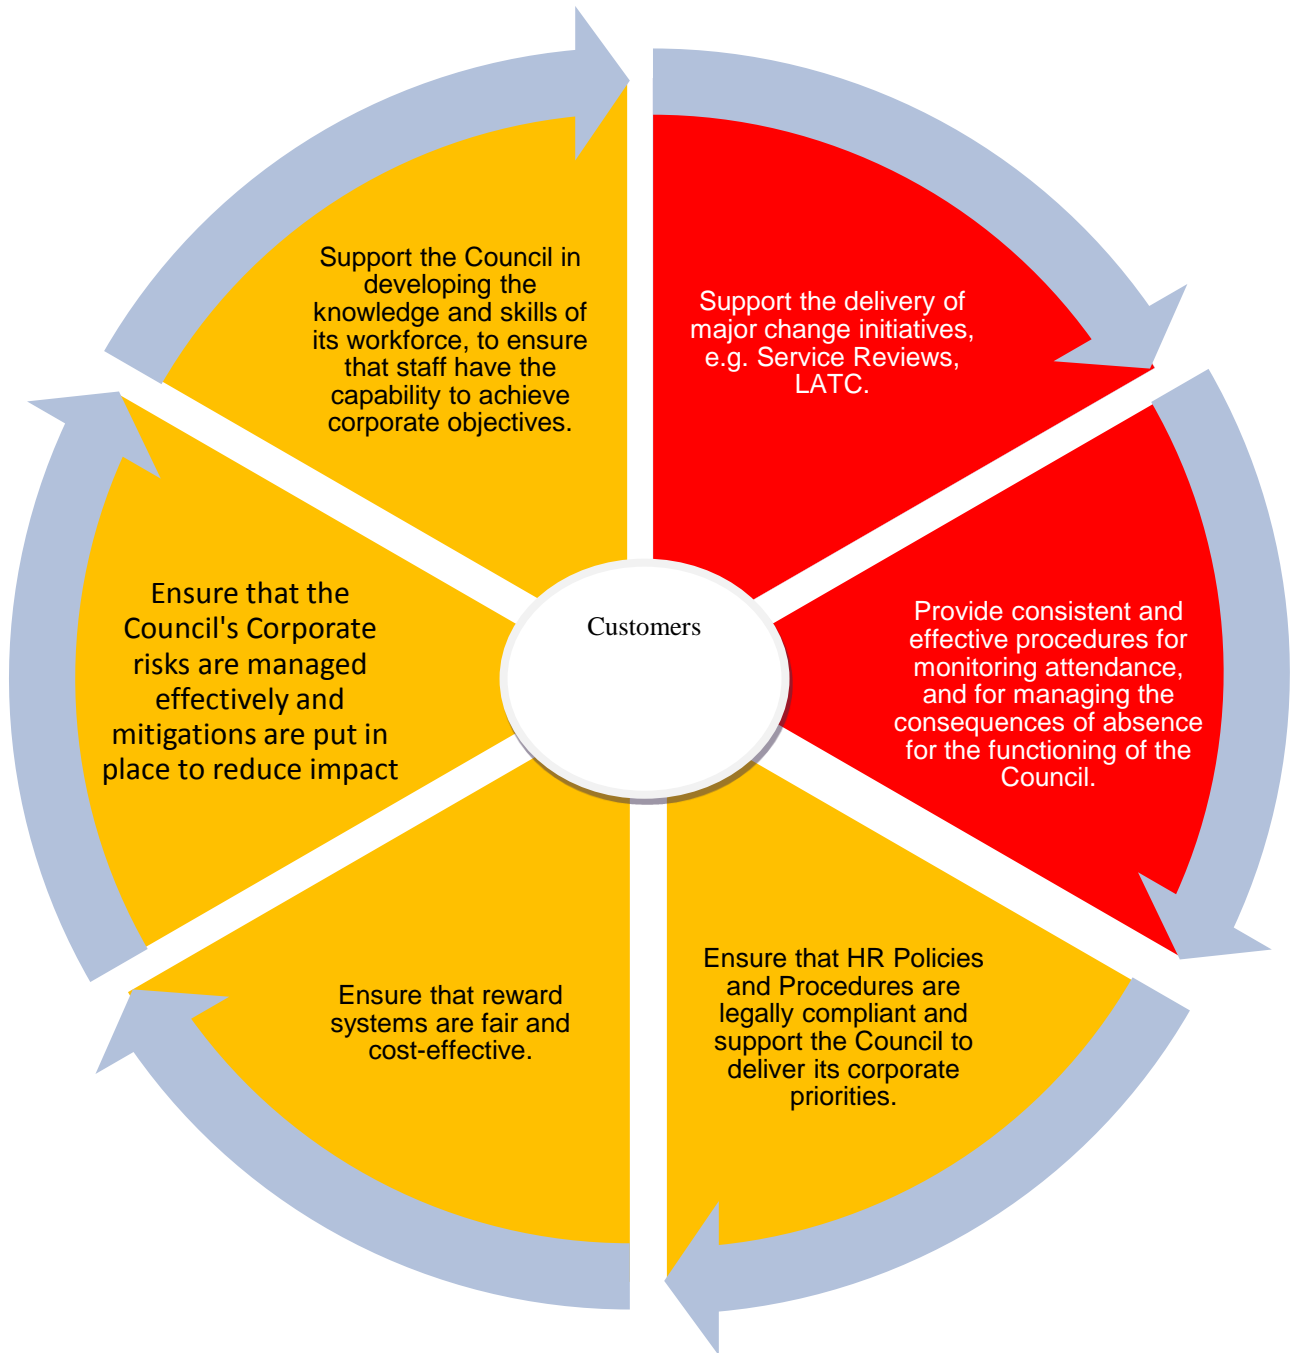 Support the Council in
developing the
knowledge and skills of
its workforce, to ensure
that staff have the
capability to achieve
corporate objectives.
Support the delivery of
major change initiatives,
e.g. Service Reviews,
LATC.
Ensure that the
Council's Corporate
risks are managed
effectively and
mitigations are put in
place to reduce impact
Customers
Provide consistent and
effective procedures for
monitoring attendance,
and for managing the
consequences of absence
for the functioning of the
Council.
Ensure that reward
systems are fair and
cost-effective.
Ensure that HR Policies
and Procedures are
legally compliant and
support the Council to
deliver its corporate
priorities.